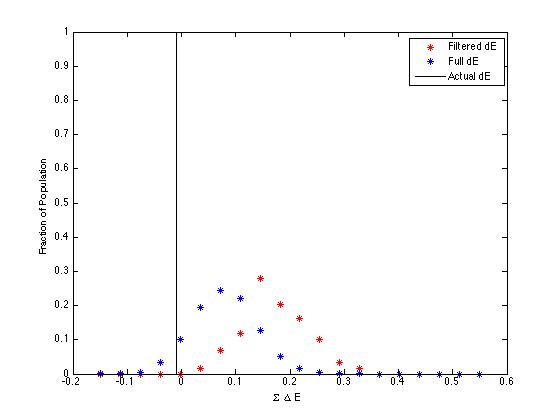 1
0.9
0.8
0.7
0.6
0.5
0.4
0.3
0.2
0.1
0
Fraction of Population
Filtered dE
Full dE
Actual dE
-0.2 -0.1 0 0.1 0.2 0.3 0.4 0.5 0.6
Σ Δ E